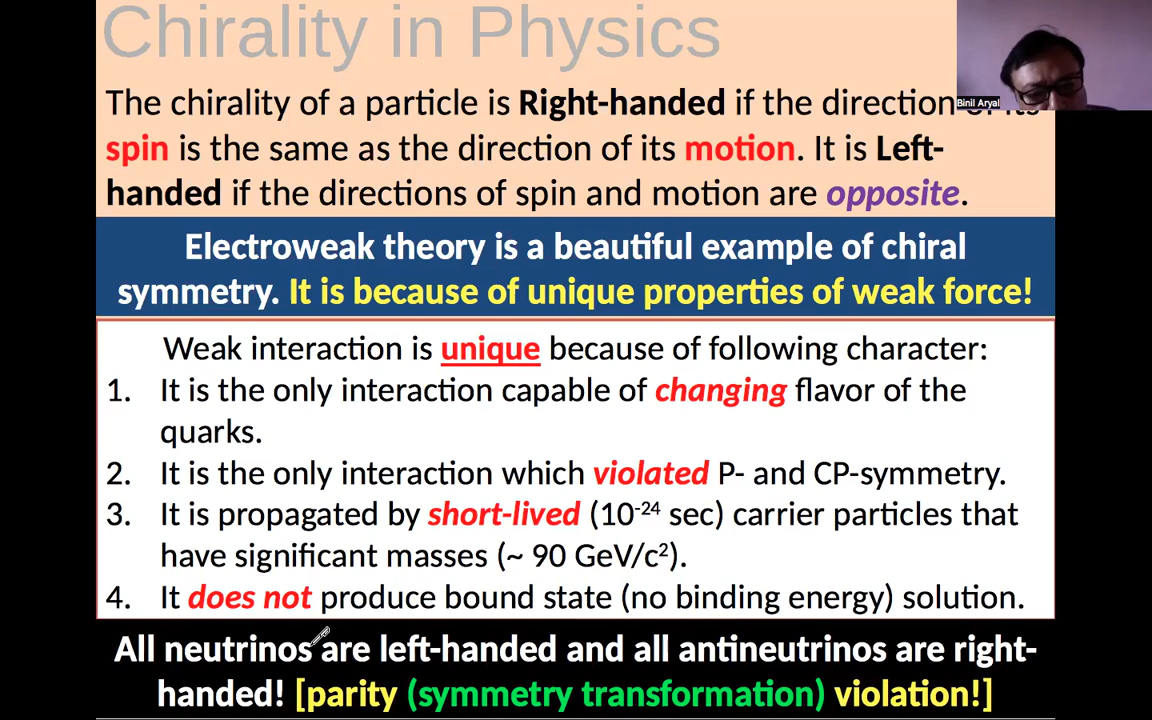 Chirality in Physics
The chirality of a particle is Right-handed if the direction of its
Binil Aryal
spin is the same as the direction of its motion. It is Left-
handed if the directions of spin and motion are opposite.
Electroweak theory is a beautiful example of chiral
symmetry. It is because of unique properties of weak force!
Weak interaction is unique because of following character:
1. It is the only interaction capable of changing flavor of the
quarks.
2. It is the only interaction which violated P- and CP-symmetry.
3. It is propagated by short-lived (10⁻²⁴ sec) carrier particles that
have significant masses (~ 90 GeV/c²).
4. It does not produce bound state (no binding energy) solution.
All neutrinos are left-handed and all antineutrinos are right-
handed! [parity (symmetry transformation) violation!]